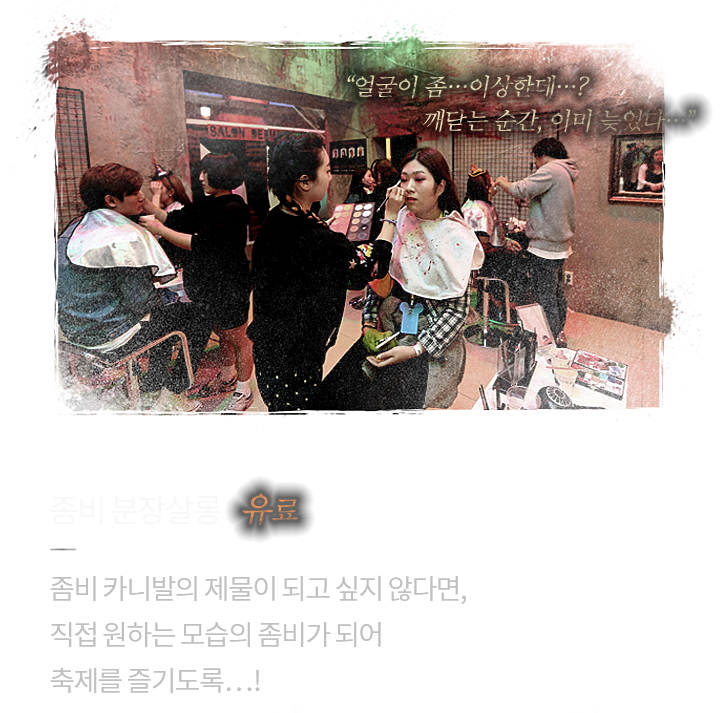 “얼굴이 좀…이상한데…?
깨닫는 순간, 이미 늦었다…”
SALON DE
좀비 분장살롱 유료
좀비 카니발의 제물이 되고 싶지 않다면,
직접 원하는 모습의 좀비가 되어
축제를 즐기도록…!